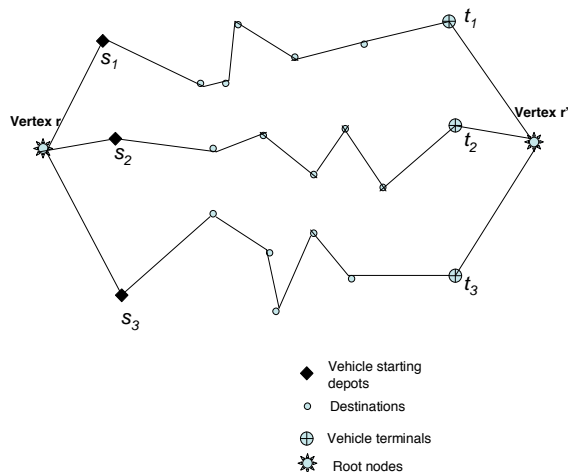 t1
s1
Vertex r
Vertex r'
s2
t2
s3
t3
Vehicle starting
depots
Destinations
Vehicle terminals
Root nodes